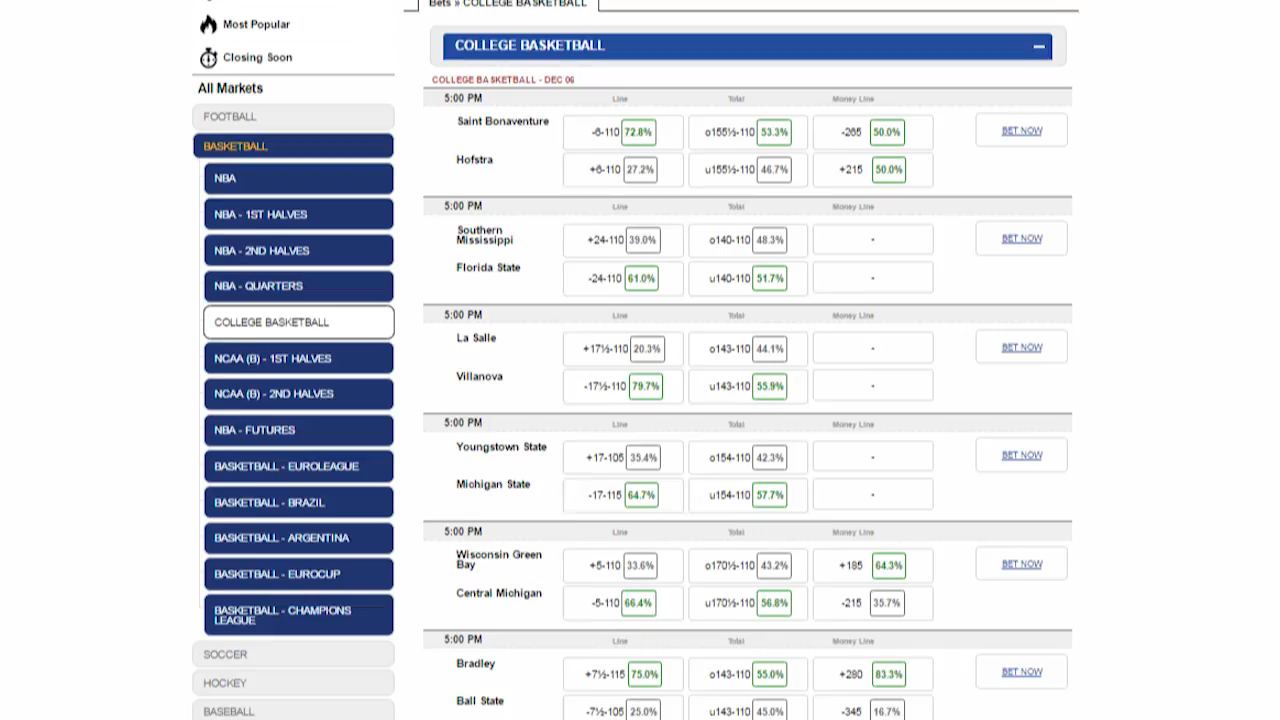 Bets » COLLEGE BASKETBALL
Most Popular
Closing Soon
All Markets
FOOTBALL
BASKETBALL
NBA
NBA - 1ST HALVES
NBA - 2ND HALVES
NBA - QUARTERS
COLLEGE BASKETBALL
NCAA (B) - 1ST HALVES
NCAA (B) - 2ND HALVES
NBA - FUTURES
BASKETBALL - EUROLEAGUE
BASKETBALL - BRAZIL
BASKETBALL - ARGENTINA
BASKETBALL - EUROCUP
BASKETBALL - CHAMPIONS
LEAGUE
SOCCER
HOCKEY
BASEBALL
COLLEGE BASKETBALL
COLLEGE BASKETBALL - DEC 06
5:00 PM Line Total Money Line
Saint Bonaventure -6-110 72.8% o155½-110 53.3% -265 50.0% BET NOW
Hofstra +6-110 27.2% u155½-110 46.7% +215 50.0%
5:00 PM Line Total Money Line
Southern
Mississippi +24-110 39.0% o140-110 48.3% - BET NOW
Florida State -24-110 61.0% u140-110 51.7% -
5:00 PM Line Total Money Line
La Salle +17½-110 20.3% o143-110 44.1% - BET NOW
Villanova -17½-110 79.7% u143-110 55.9% -
5:00 PM Line Total Money Line
Youngstown State +17-105 35.4% o154-110 42.3% - BET NOW
Michigan State -17-115 64.7% u154-110 57.7% -
5:00 PM Line Total Money Line
Wisconsin Green
Bay +5-110 33.6% o170½-110 43.2% +185 64.3% BET NOW
Central Michigan -5-110 66.4% u170½-110 56.8% -215 35.7%
5:00 PM Line Total Money Line
Bradley +7½-115 75.0% o143-110 55.0% +280 83.3% BET NOW
Ball State -7½-105 25.0% u143-110 45.0% -345 16.7%